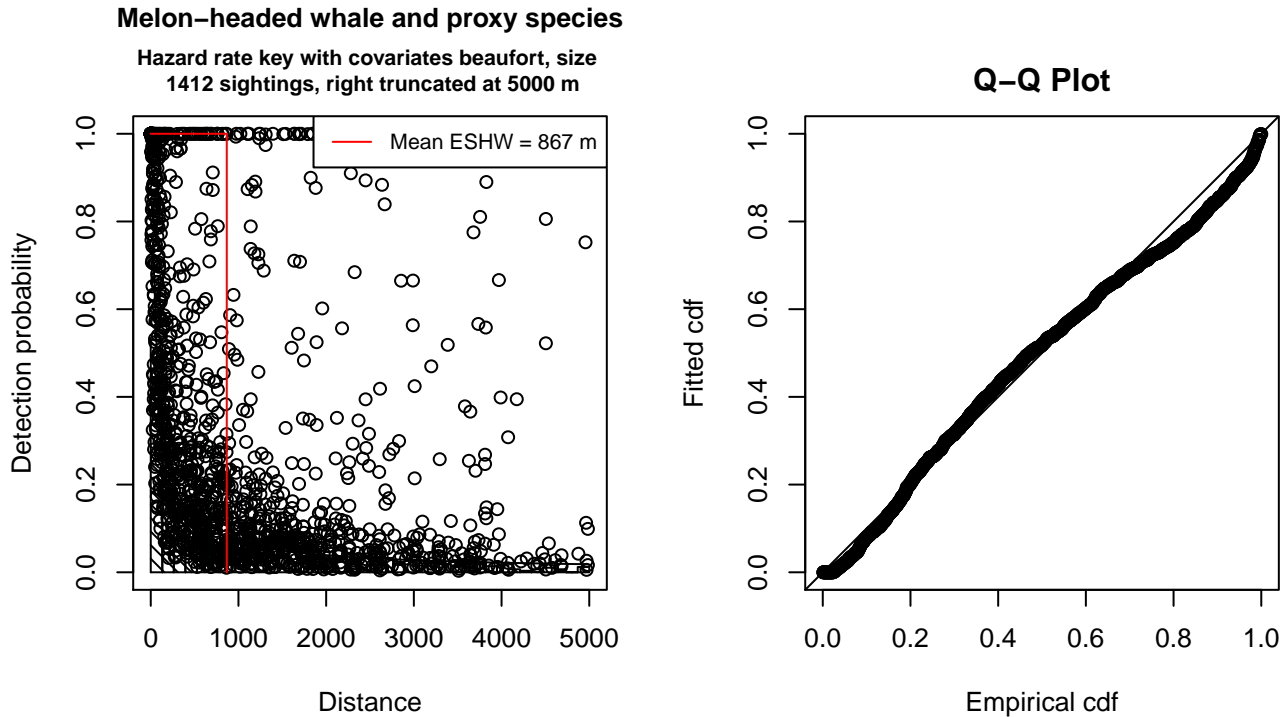 Melon−headed whale and proxy species
Hazard rate key with covariates beaufort, size
1412 sightings, right truncated at 5000 m
Mean ESHW = 867 m
Detection probability
0.0 0.2 0.4 0.6 0.8 1.0
0 1000 2000 3000 4000 5000
Distance
Q−Q Plot
Fitted cdf
0.0 0.2 0.4 0.6 0.8 1.0
0.0 0.2 0.4 0.6 0.8 1.0
Empirical cdf